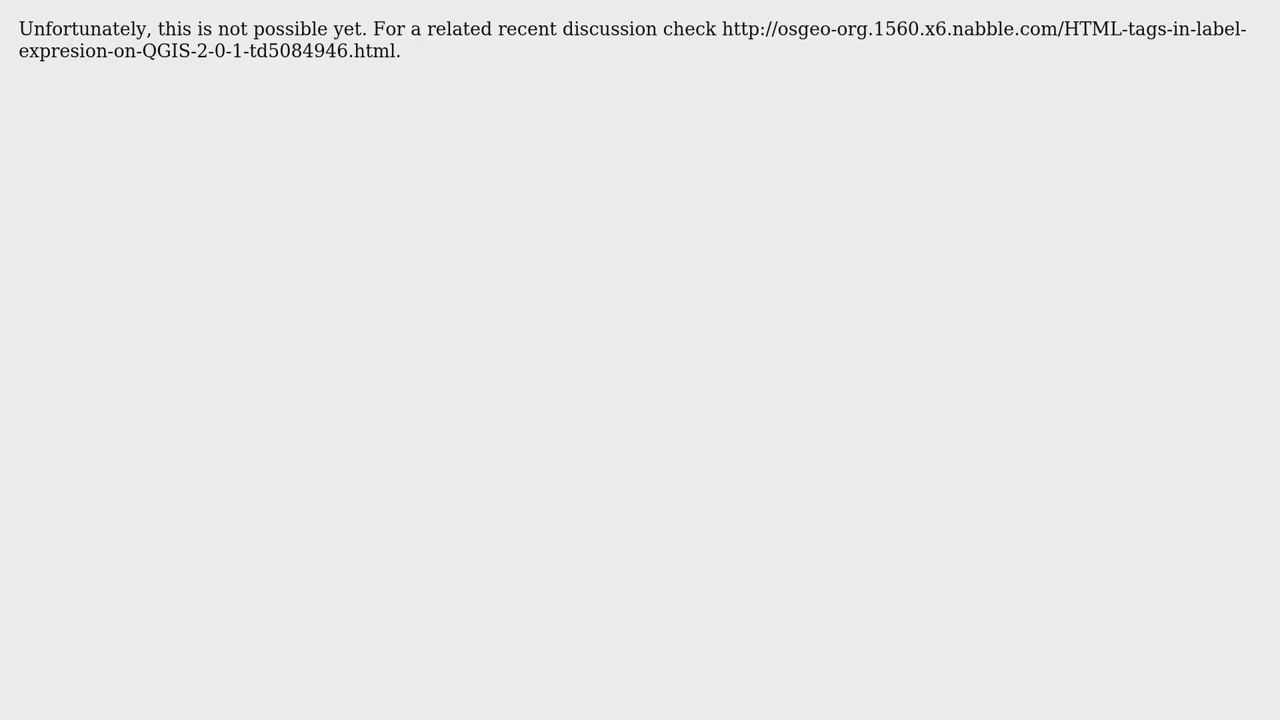 Unfortunately, this is not possible yet. For a related recent discussion check http://osgeo-org.1560.x6.nabble.com/HTML-tags-in-label-
expresion-on-QGIS-2-0-1-td5084946.html.